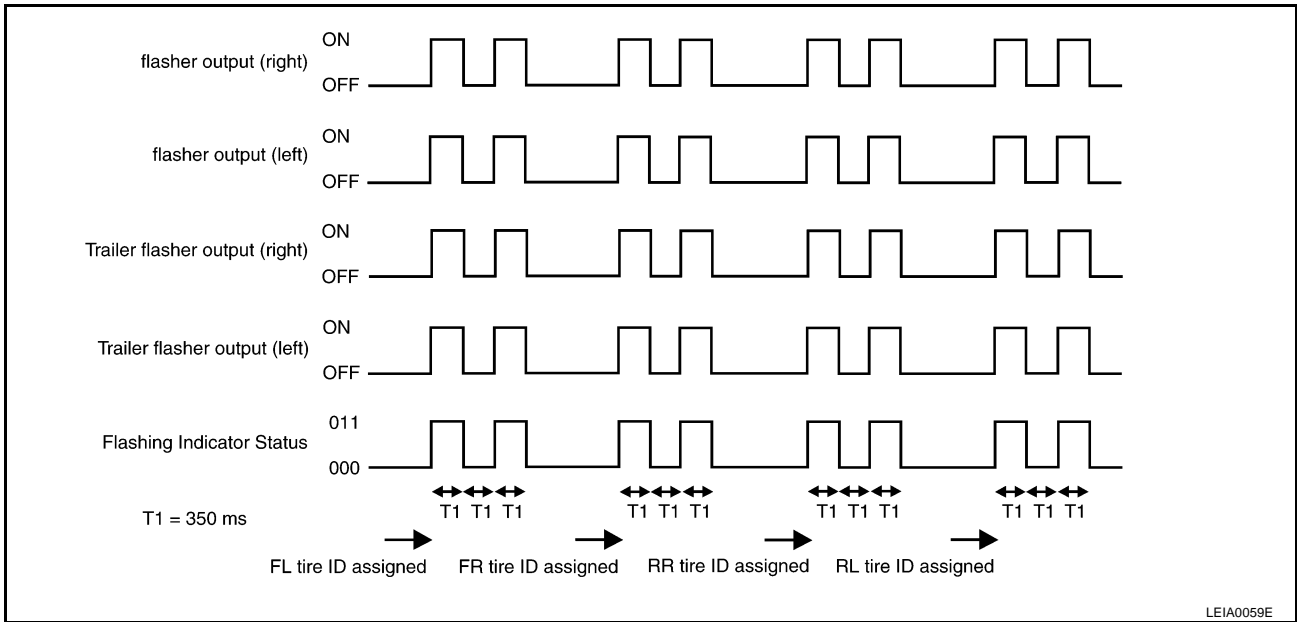 ON
flasher output (right)
OFF
ON
flasher output (left)
OFF
ON
Trailer flasher output (right)
OFF
ON
Trailer flasher output (left)
OFF
011
Flashing Indicator Status
000
T1 T1 T1 T1 T1 T1 T1 T1 T1 T1 T1 T1
T1 = 350 ms
FL tire ID assigned FR tire ID assigned RR tire ID assigned RL tire ID assigned
LEIA0059E